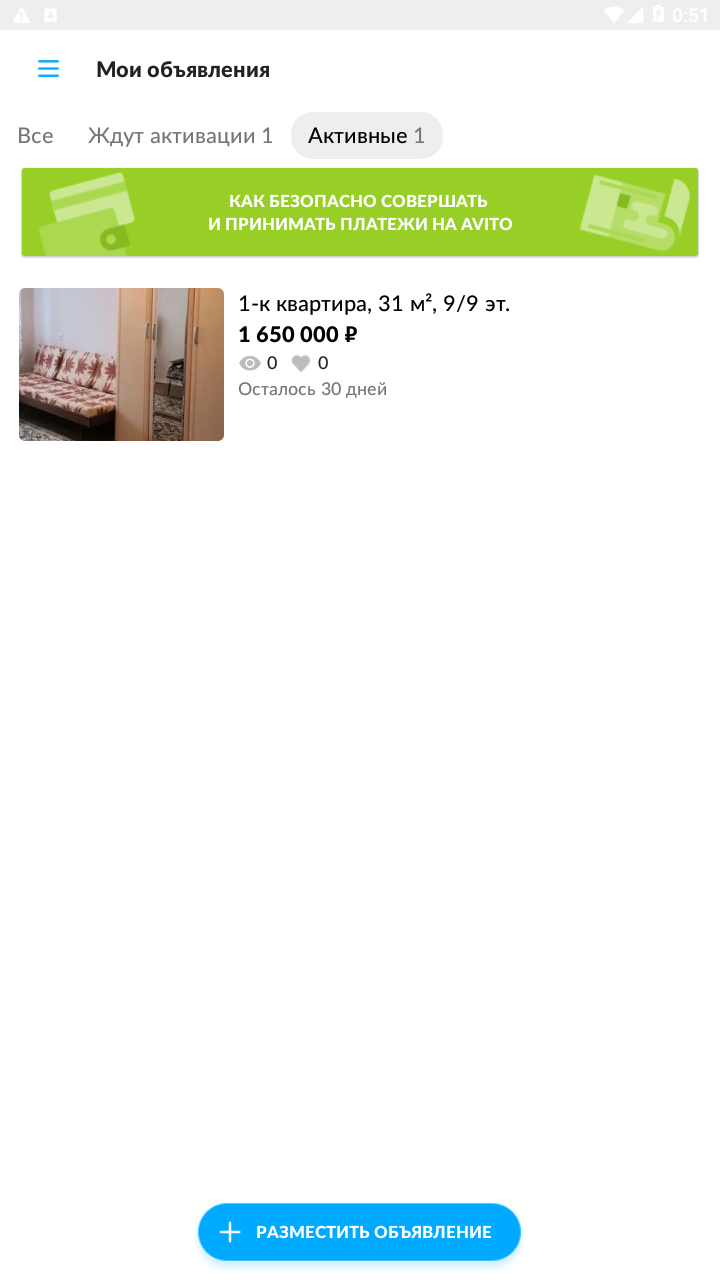 0:51
Мои объявления
Все Ждут активации 1 Активные 1
КАК БЕЗОПАСНО СОВЕРШАТЬ
И ПРИНИМАТЬ ПЛАТЕЖИ НА AVITO
1-к квартира, 31 м², 9/9 эт.
1 650 000 ₽
0 0
Осталось 30 дней
РАЗМЕСТИТЬ ОБЪЯВЛЕНИЕ